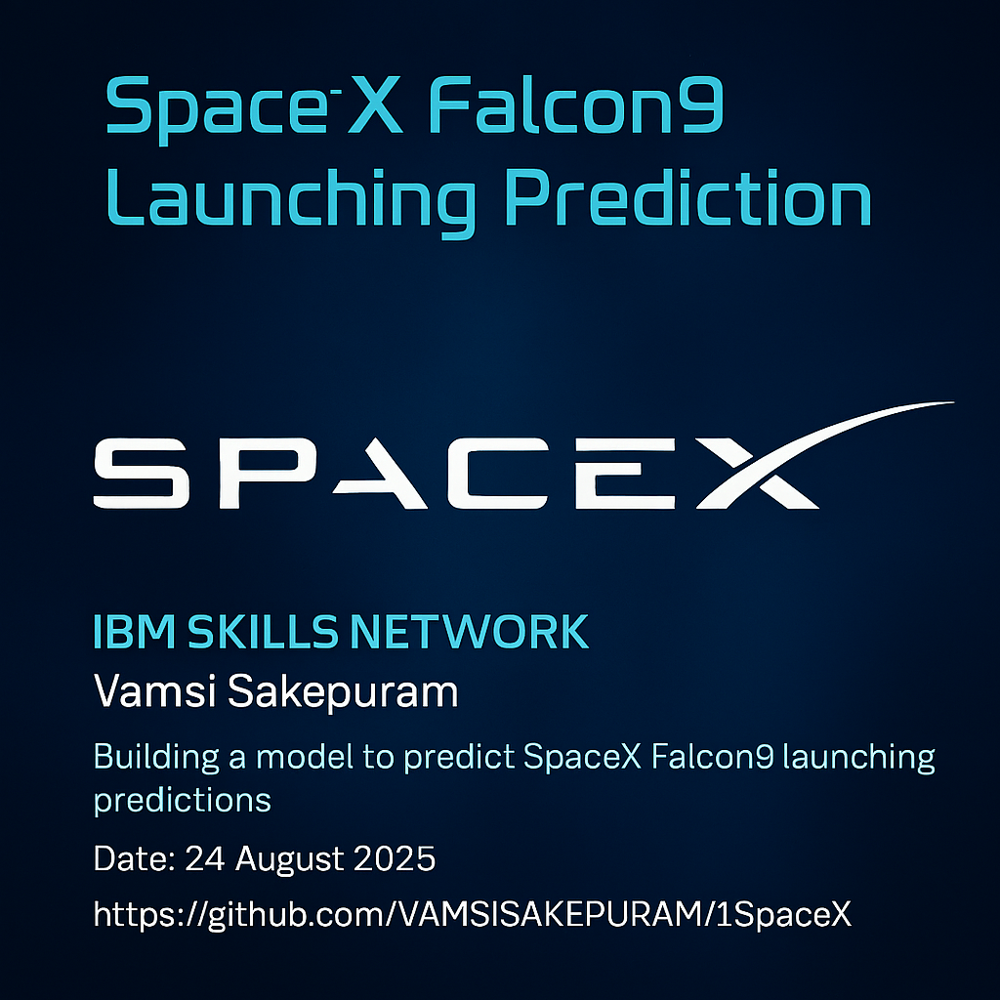 Space-X Falcon9
Launching Prediction
SPACEX
IBM SKILLS NETWORK
Vamsi Sakepuram
Building a model to predict SpaceX Falcon9 launching
predictions
Date: 24 August 2025
https://github.com/VAMSISAKEPURAM/1SpaceX